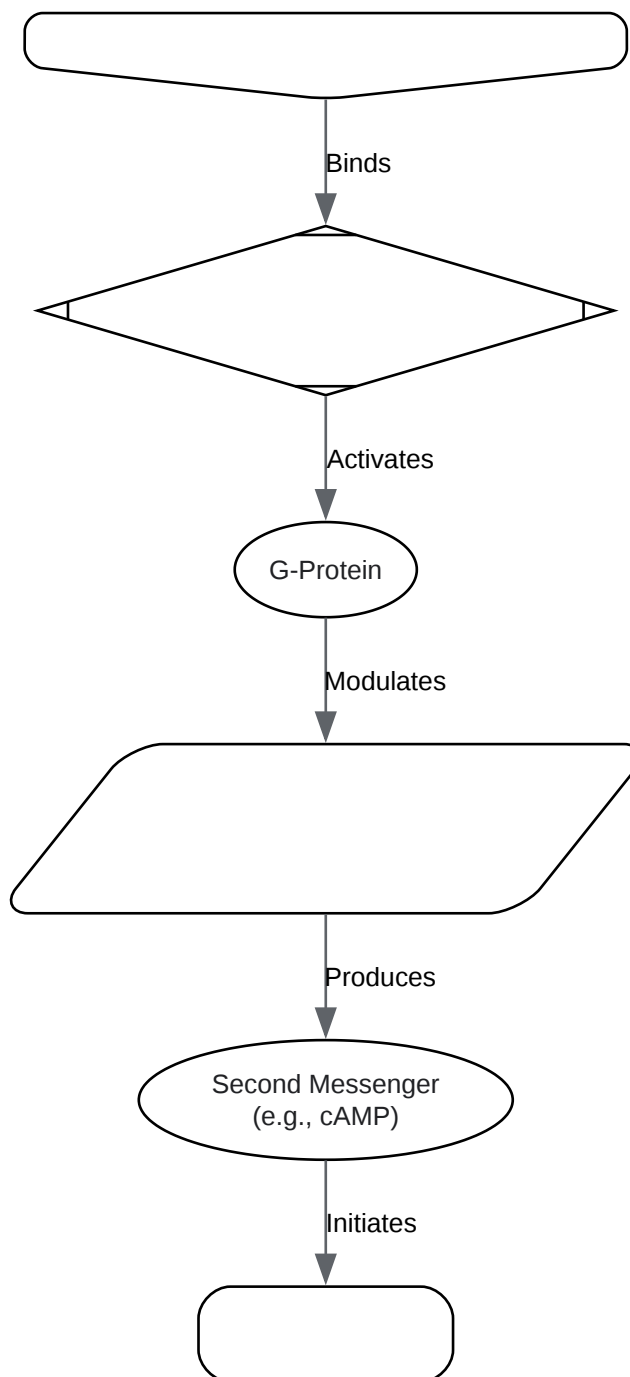 Binds
Activates
G-Protein
Modulates
Produces
Second Messenger
(e.g., cAMP)
Initiates